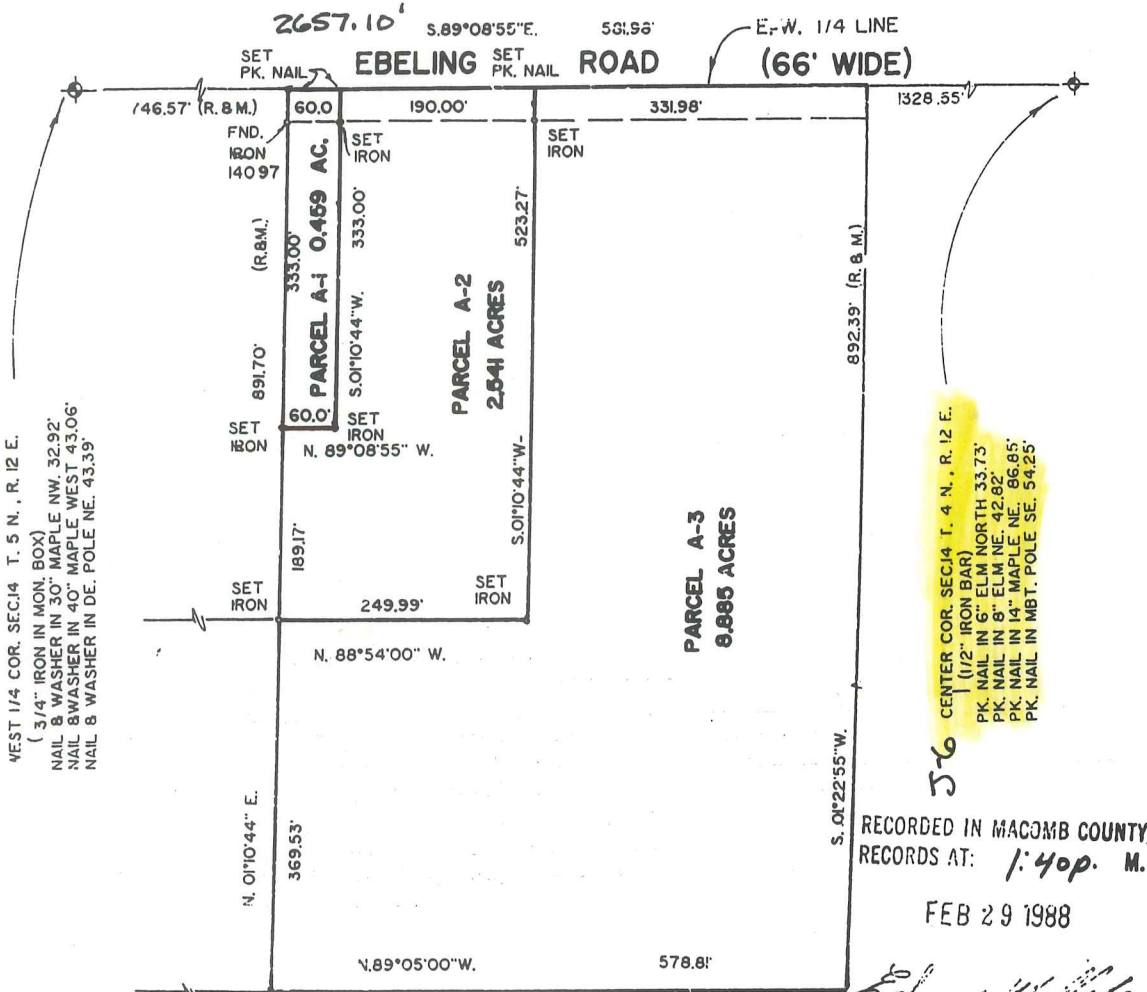 2657.10'
S.89°08'55"E. 581.98'
E.-W. 1/4 LINE
SET
PK. NAIL
EBELING ROAD (66' WIDE)
SET
PK. NAIL
746.57' (R. & M.)
60.0
190.00'
331.98'
1328.55'
FND.
IRON
14097
SET
IRON
SET
IRON
(R.&M.)
891.70'
333.00'
PARCEL A-1 0.459 AC.
333.00'
S.01°10'44"W.
523.27'
S.01°10'44"W-
PARCEL A-2
2.541 ACRES
892.39' (R. & M.)
60.0'
SET
IRON
SET
IRON
N. 89°08'55" W.
189.17'
SET
IRON
249.99'
SET
IRON
N. 88°54'00" W.
PARCEL A-3
8.885 ACRES
WEST 1/4 COR. SEC.14 T. 5 N., R. 12 E.
(3/4" IRON IN MON. BOX)
NAIL & WASHER IN 30" MAPLE NW. 32.92'
NAIL & WASHER IN 40" MAPLE WEST 43.06'
NAIL & WASHER IN DE. POLE NE. 43.39'
CENTER COR. SEC.14 T. 4 N., R. 12 E.
(1/2" IRON BAR)
PK. NAIL IN 6" ELM NORTH 33.73'
PK. NAIL IN 8" ELM NE. 42.82'
PK. NAIL IN 14" MAPLE NE. 86.85'
PK. NAIL IN MBT. POLE SE. 54.25'
J-6
N. 01°10'44" E.
369.53'
S. 01°22'55"W.
RECORDED IN MACOMB COUNTY
RECORDS AT: 1:40p. M.
FEB 29 1988
N.89°05'00"W.
578.81'